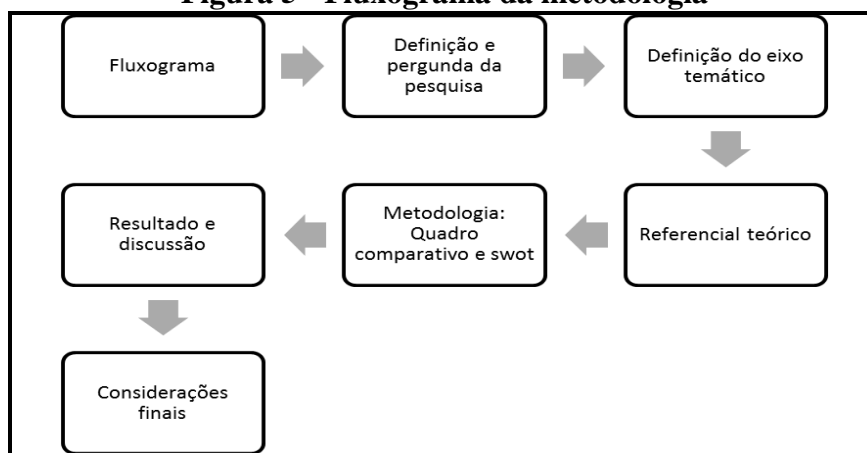 Figura 3 - Fluxograma da metodologia
Fluxograma
Definição e
pergunda da
pesquisa
Definição do eixo
temático
Referencial teórico
Metodologia:
Quadro
comparativo e swot
Resultado e
discussão
Considerações
finais